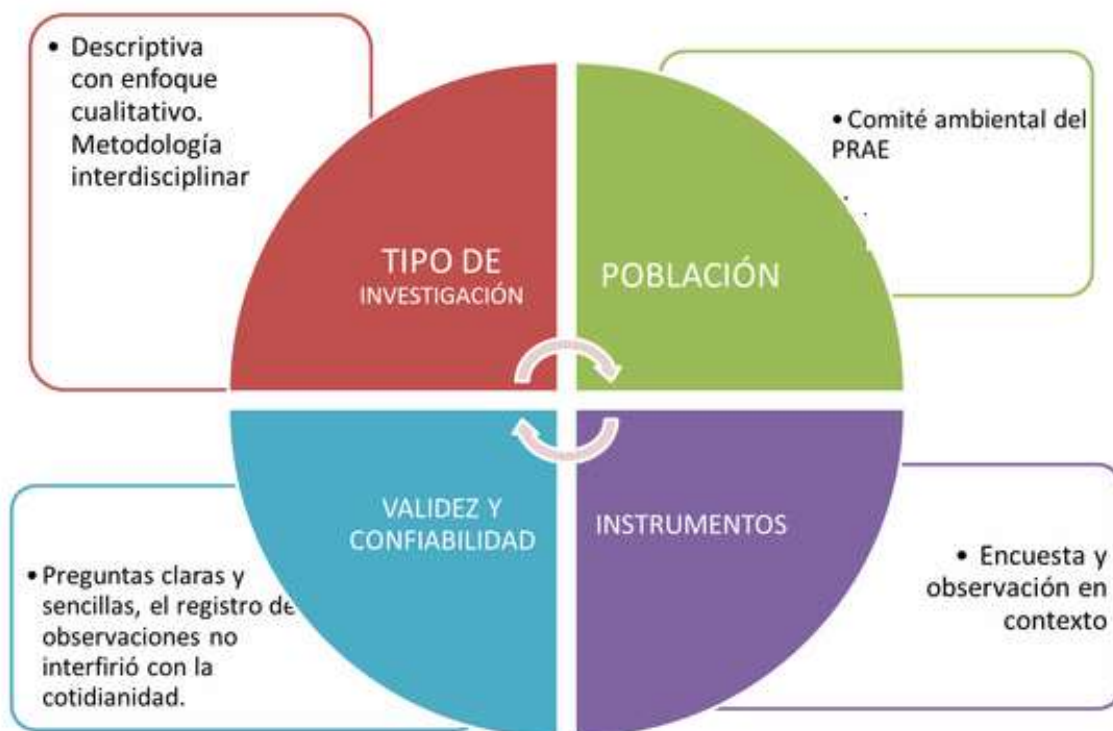 • Descriptiva
con enfoque
cualitativo.
Metodología
interdisciplinar
TIPO DE
INVESTIGACIÓN
• Comité ambiental del
PRAE
POBLACIÓN
VALIDEZ Y
CONFIABILIDAD
• Preguntas claras y
sencillas, el registro de
observaciones no
interfirió con la
cotidianidad.
INSTRUMENTOS
• Encuesta y
observación en
contexto